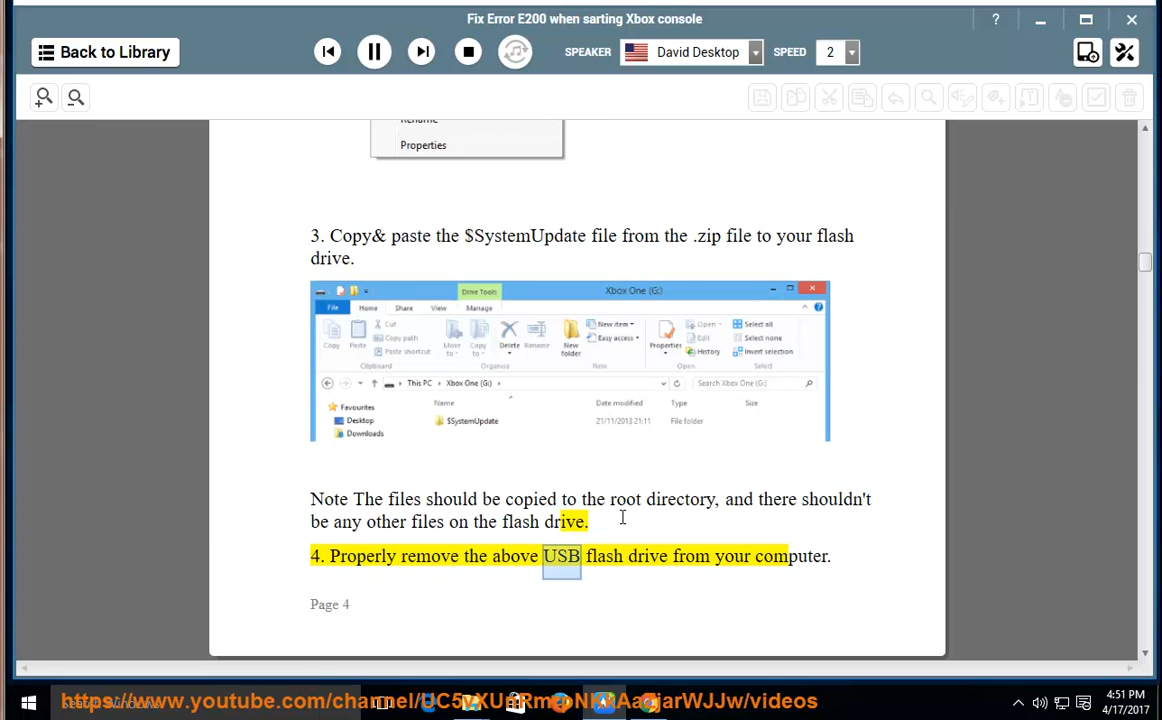 Fix Error E200 when sarting Xbox console
?
Back to Library
SPEAKER
David Desktop
SPEED
2
Rename
Properties
3. Copy& paste the $SystemUpdate file from the .zip file to your flash
drive.
Drive Tools
Xbox One (G:)
File
Home
Share
View
Manage
Copy
Paste
Cut
Copy path
Paste shortcut
Move to
Copy to
Delete
Rename
New folder
New item
Easy access
Properties
Open
Edit
History
Select all
Select none
Invert selection
Clipboard
Organise
New
Open
Select
This PC
Xbox One (G:)
Search Xbox One (G:)
Name
Date modified
Type
Size
Favourites
Desktop
Downloads
$SystemUpdate
21/11/2013 21:11
File folder
Note The files should be copied to the root directory, and there shouldn't
be any other files on the flash drive.
4. Properly remove the above USB flash drive from your computer.
Page 4
4:51 PM
4/17/2017